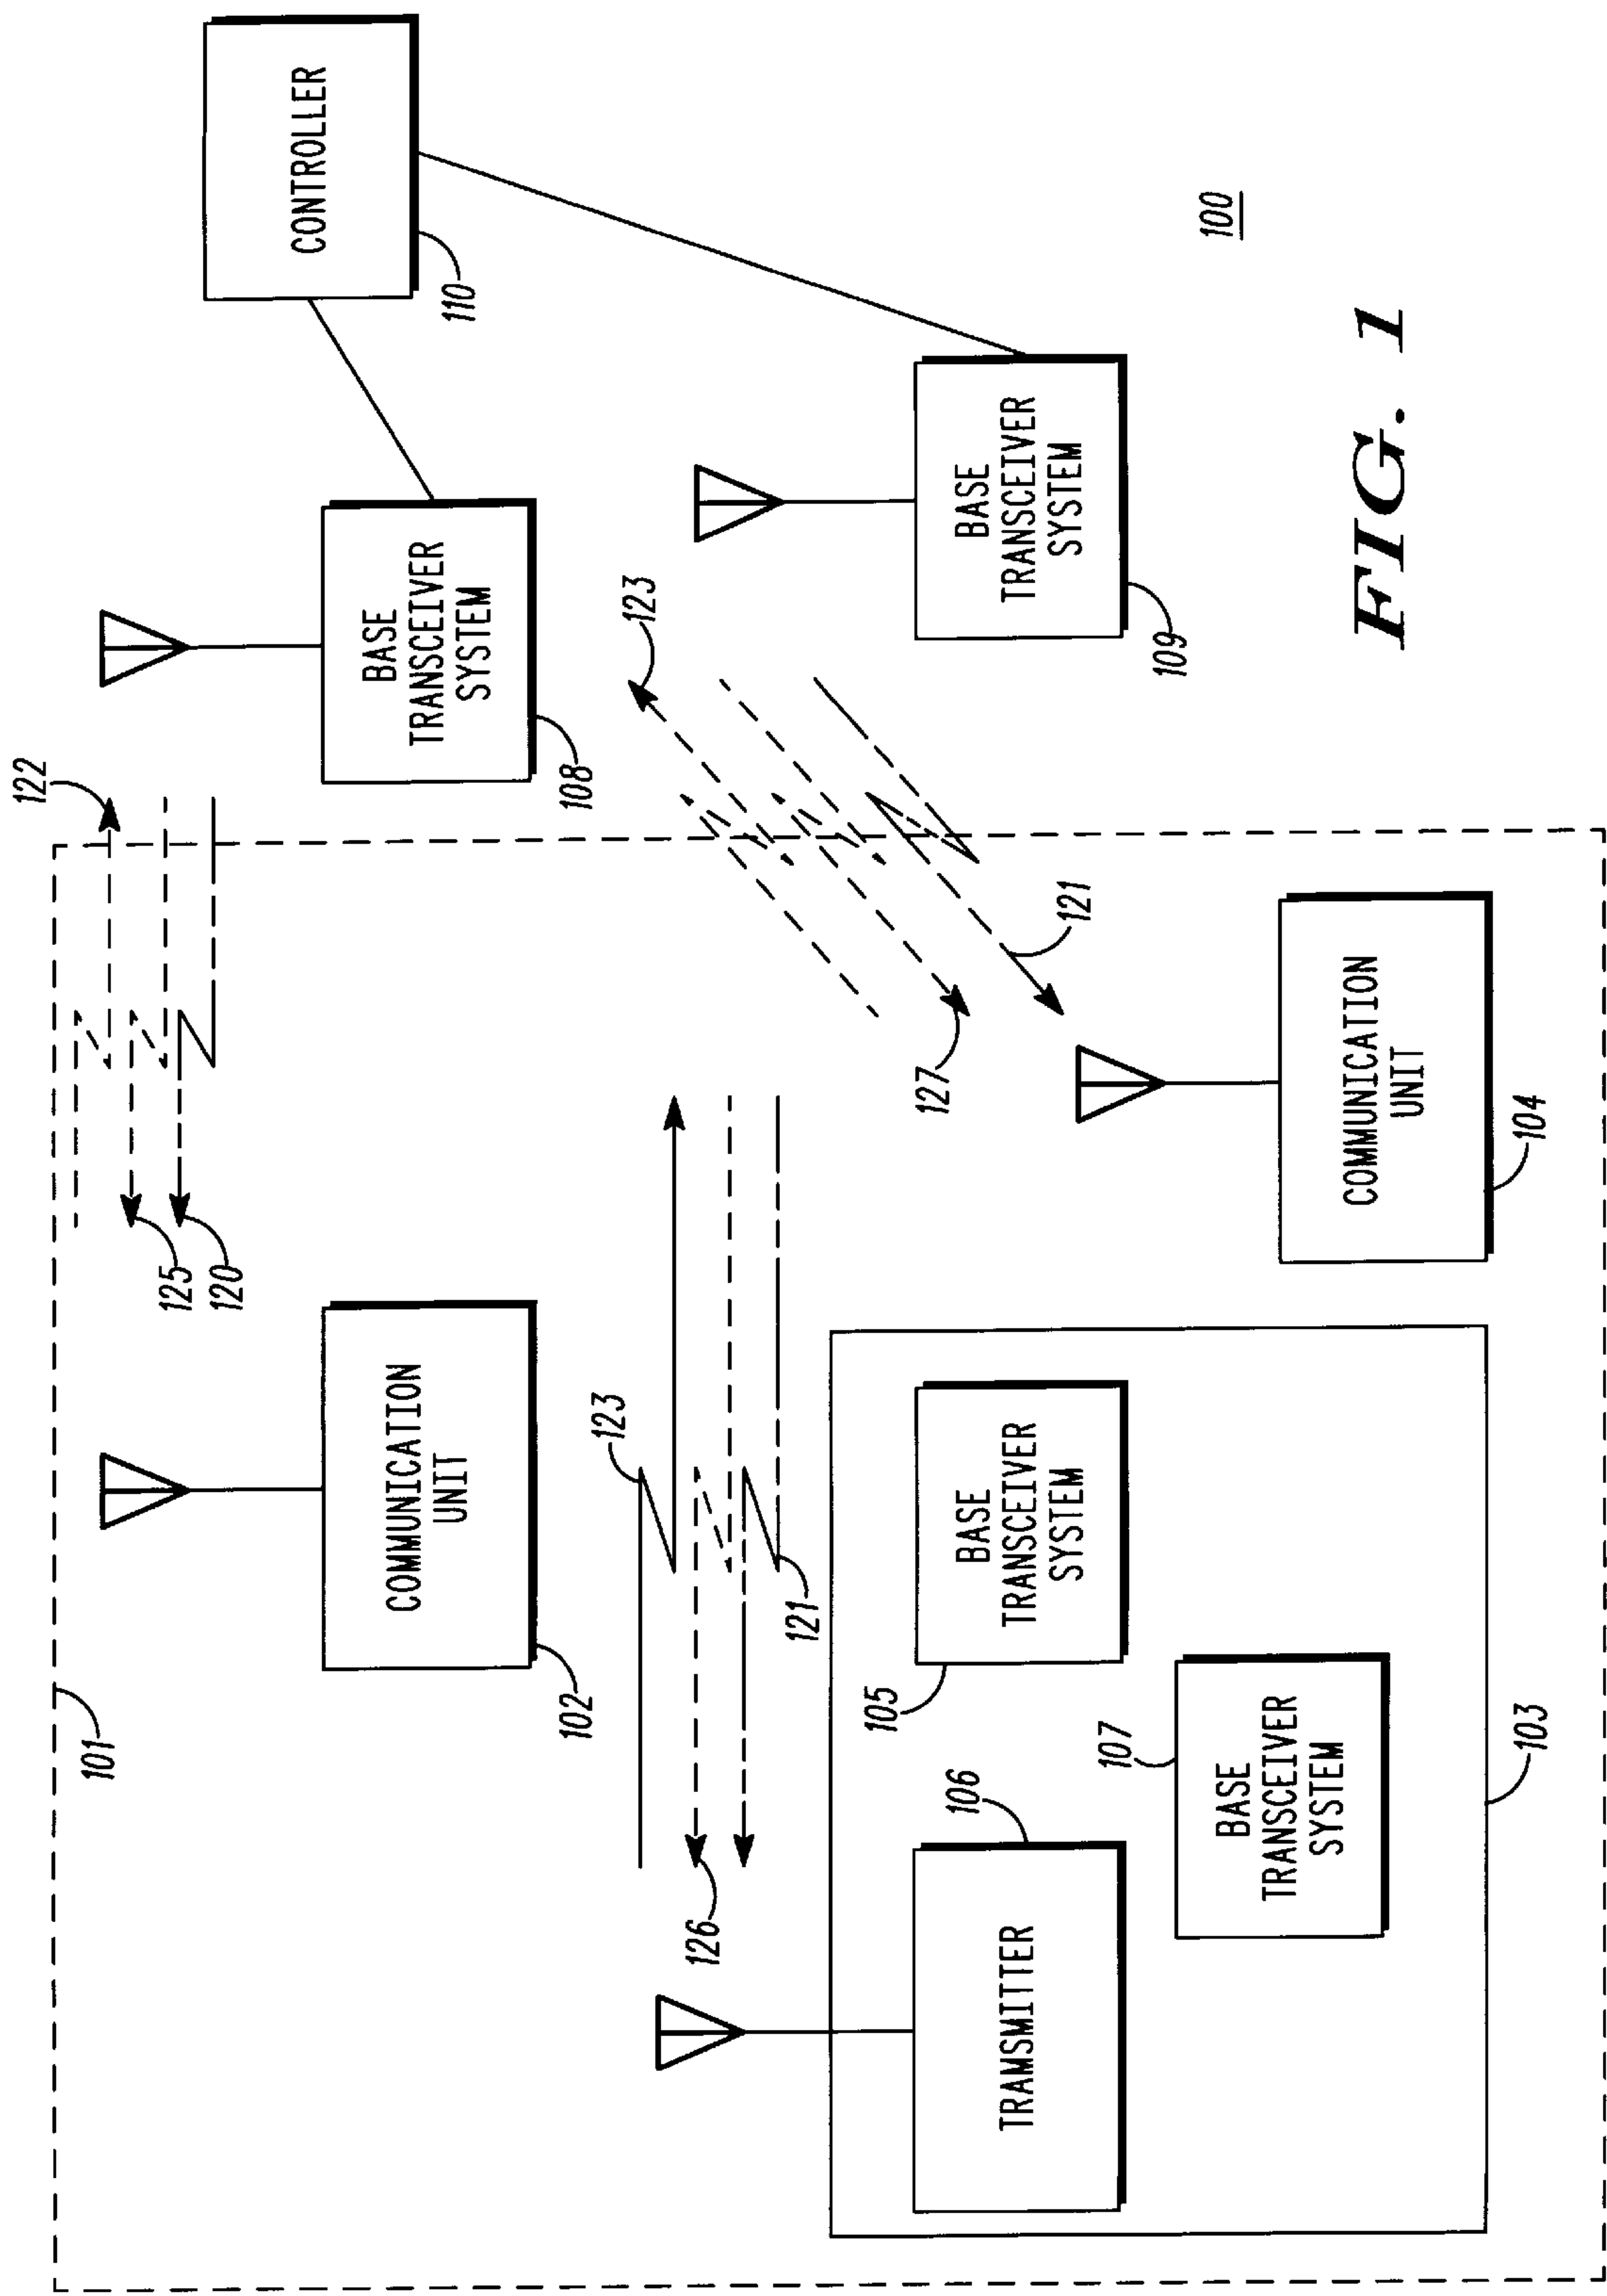 122
125
120
101
COMMUNICATION
UNIT
102
BASE
TRANSCEIVER
SYSTEM
108
CONTROLLER
110
123
121
126
123
127
121
TRAMSMITTER
106
BASE
TRANSCEIVER
SYSTEM
105
BASE
TRANSCEIVER
SYSTEM
107
103
COMMUNICATION
UNIT
104
BASE
TRANSCEIVER
SYSTEM
109
100
FIG. 1